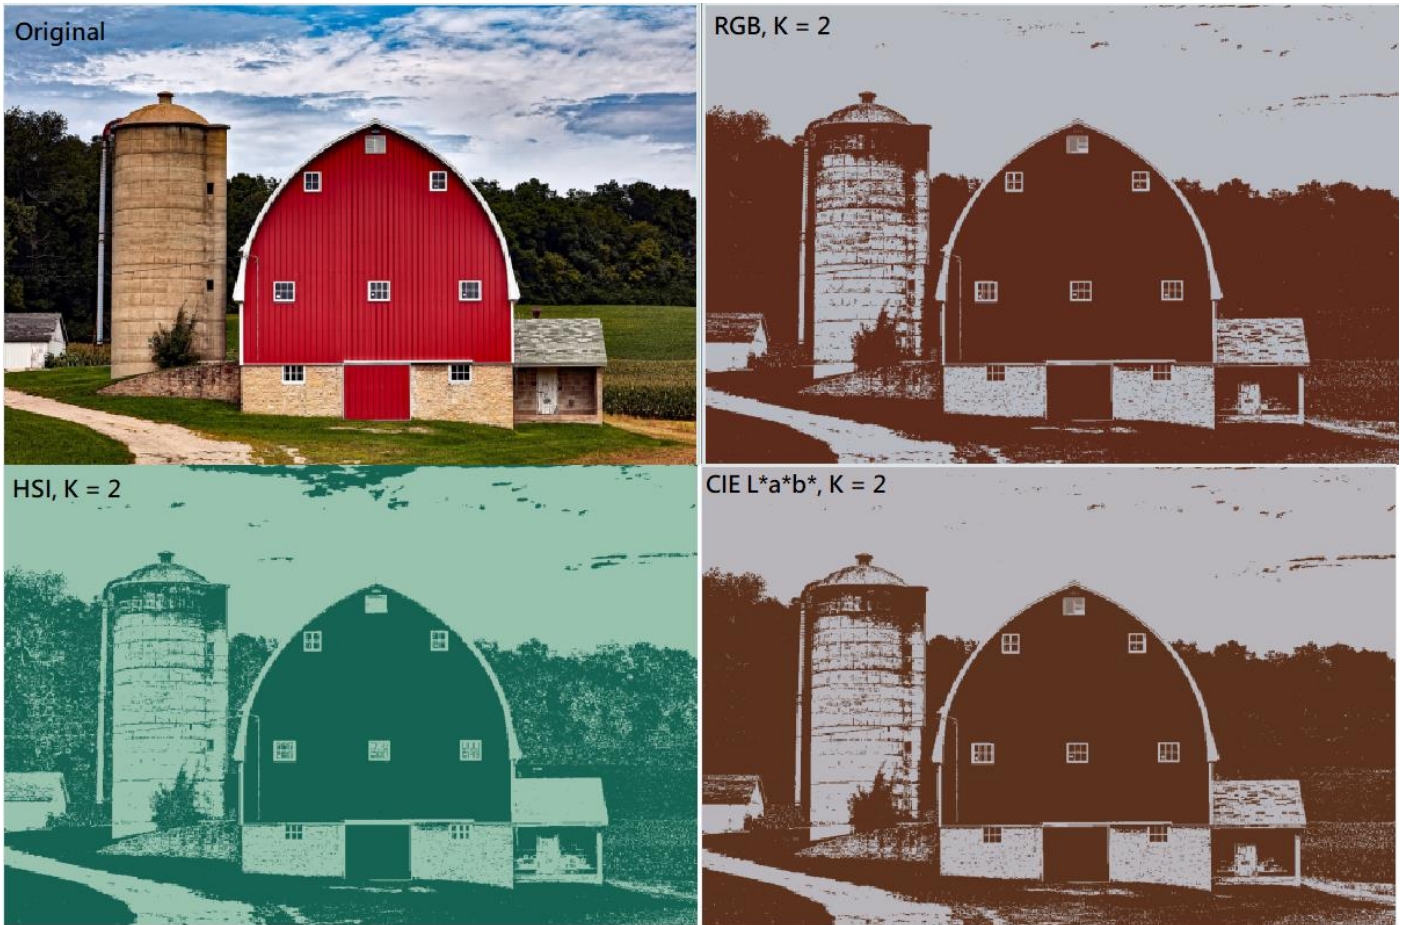 Original
RGB, K = 2
HSI, K = 2
CIE L*a*b*, K = 2